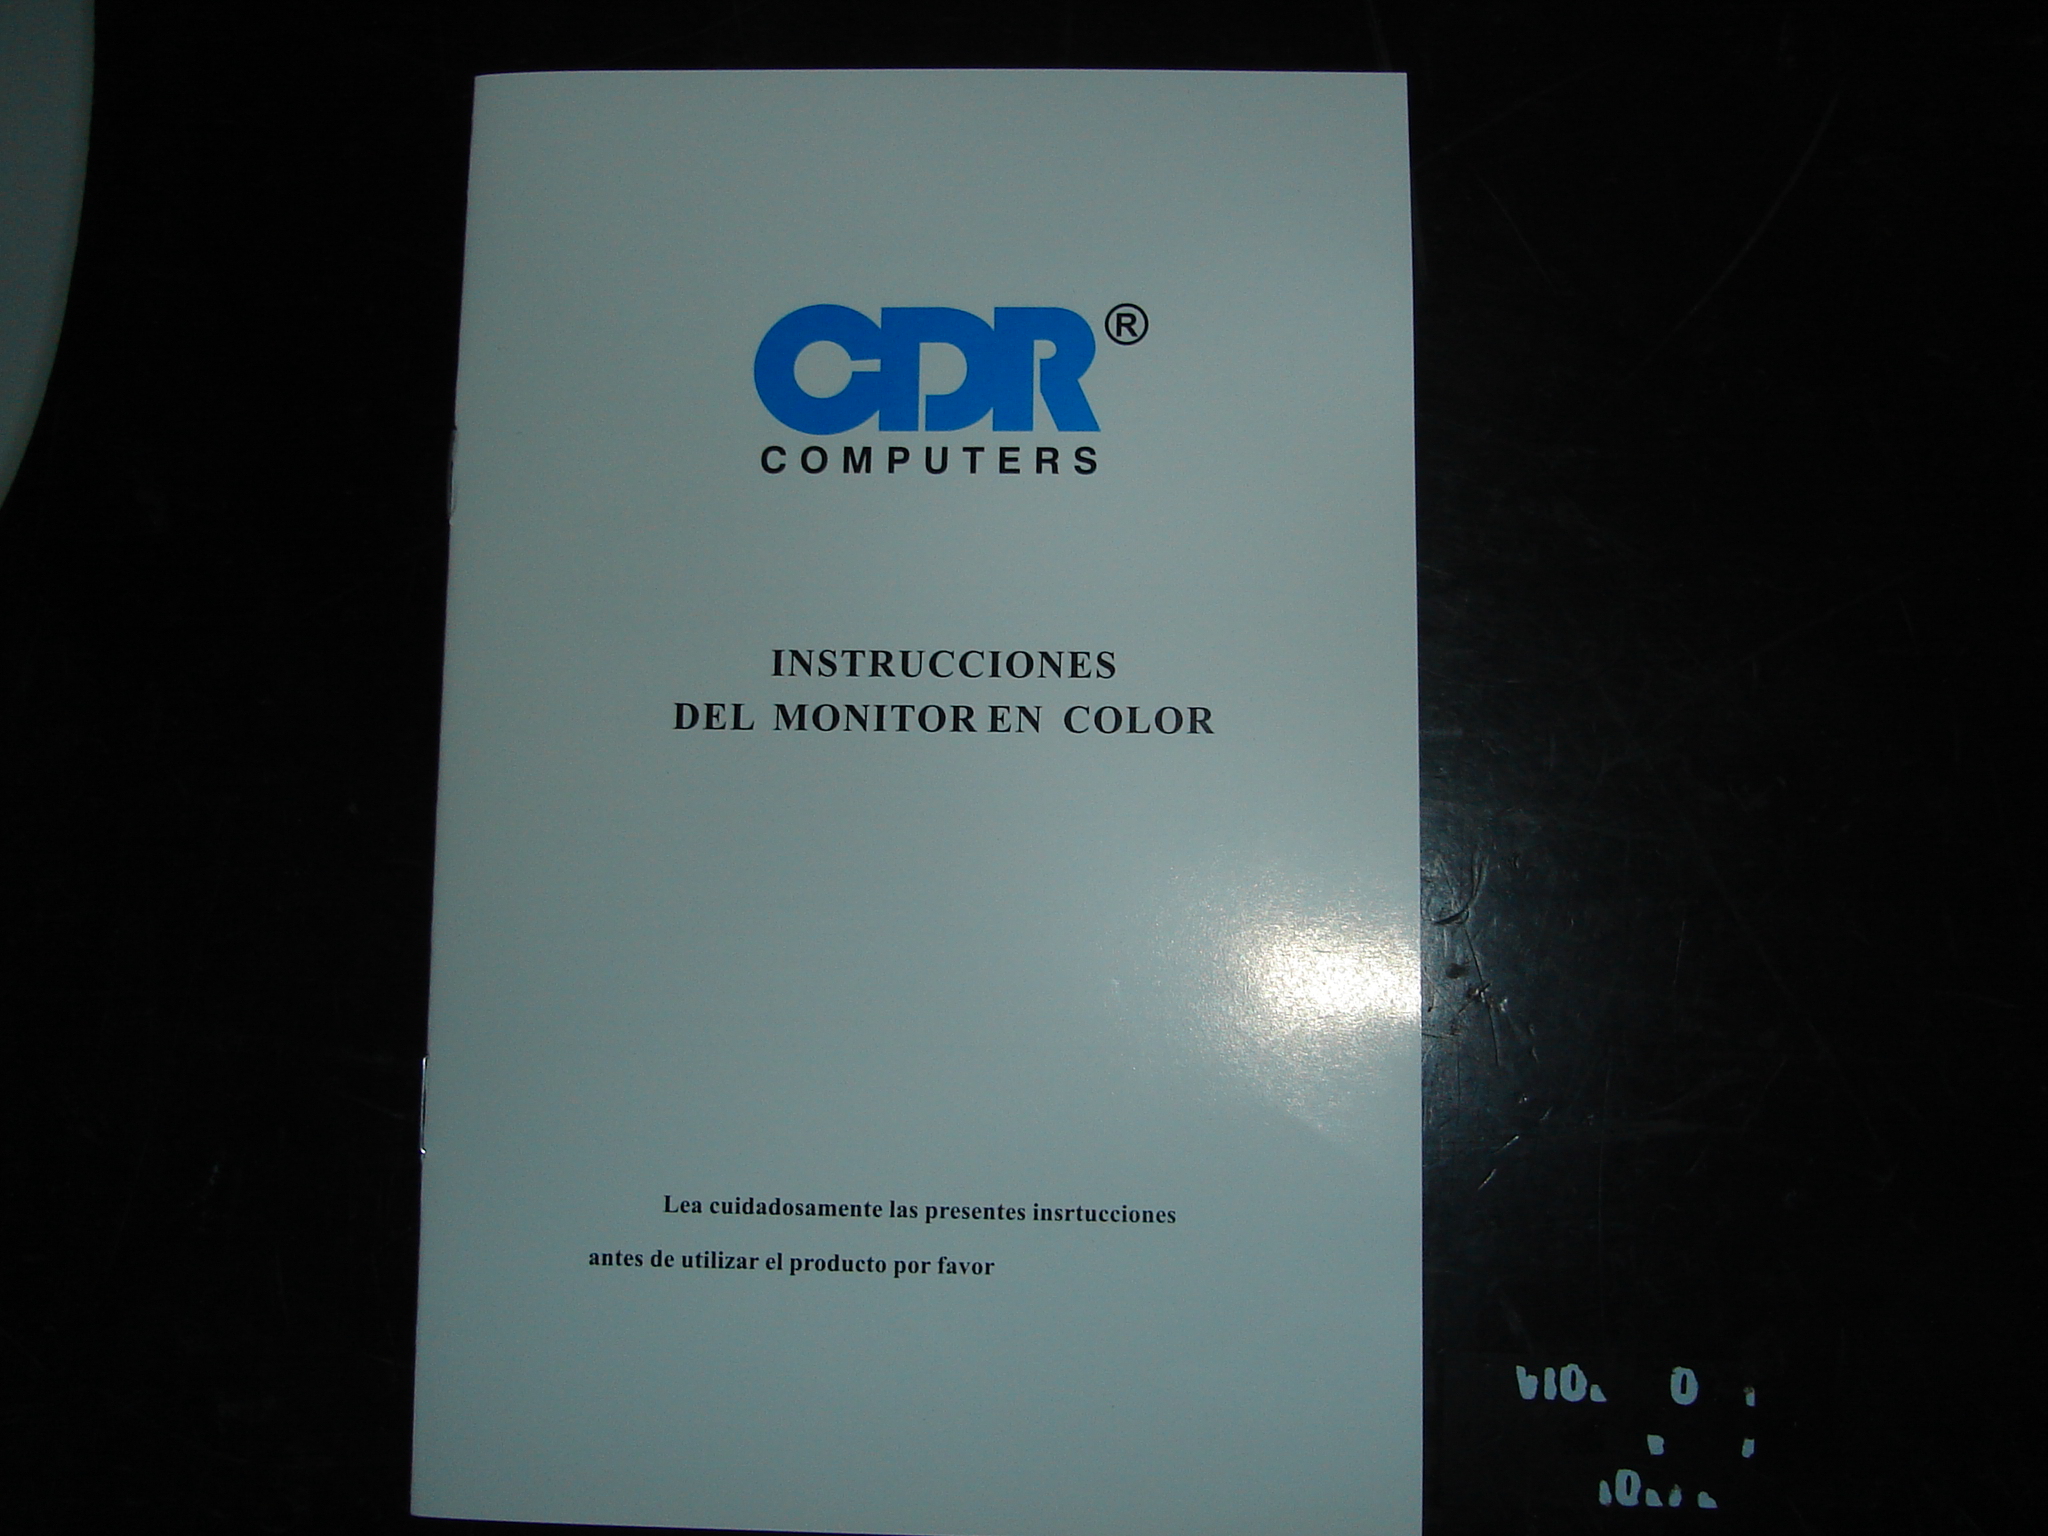 CDR®
COMPUTERS
INSTRUCCIONES
DEL MONITOR EN COLOR
Lea cuidadosamente las presentes insrtucciones
antes de utilizar el producto por favor